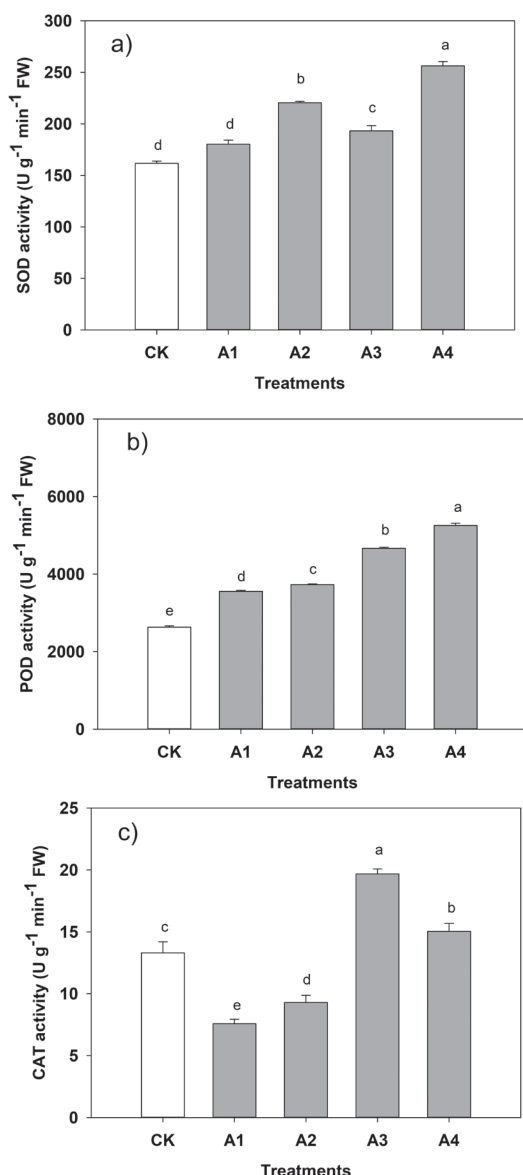 a)
SOD activity (U g⁻¹ min⁻¹ FW)
300
250
200
150
100
50
0
d
d
b
c
a
CK A1 A2 A3 A4
Treatments
b)
POD activity (U g⁻¹ min⁻¹ FW)
8000
6000
4000
2000
0
e
d
c
b
a
CK A1 A2 A3 A4
Treatments
c)
CAT activity (U g⁻¹ min⁻¹ FW)
25
20
15
10
5
0
c
e
d
a
b
CK A1 A2 A3 A4
Treatments